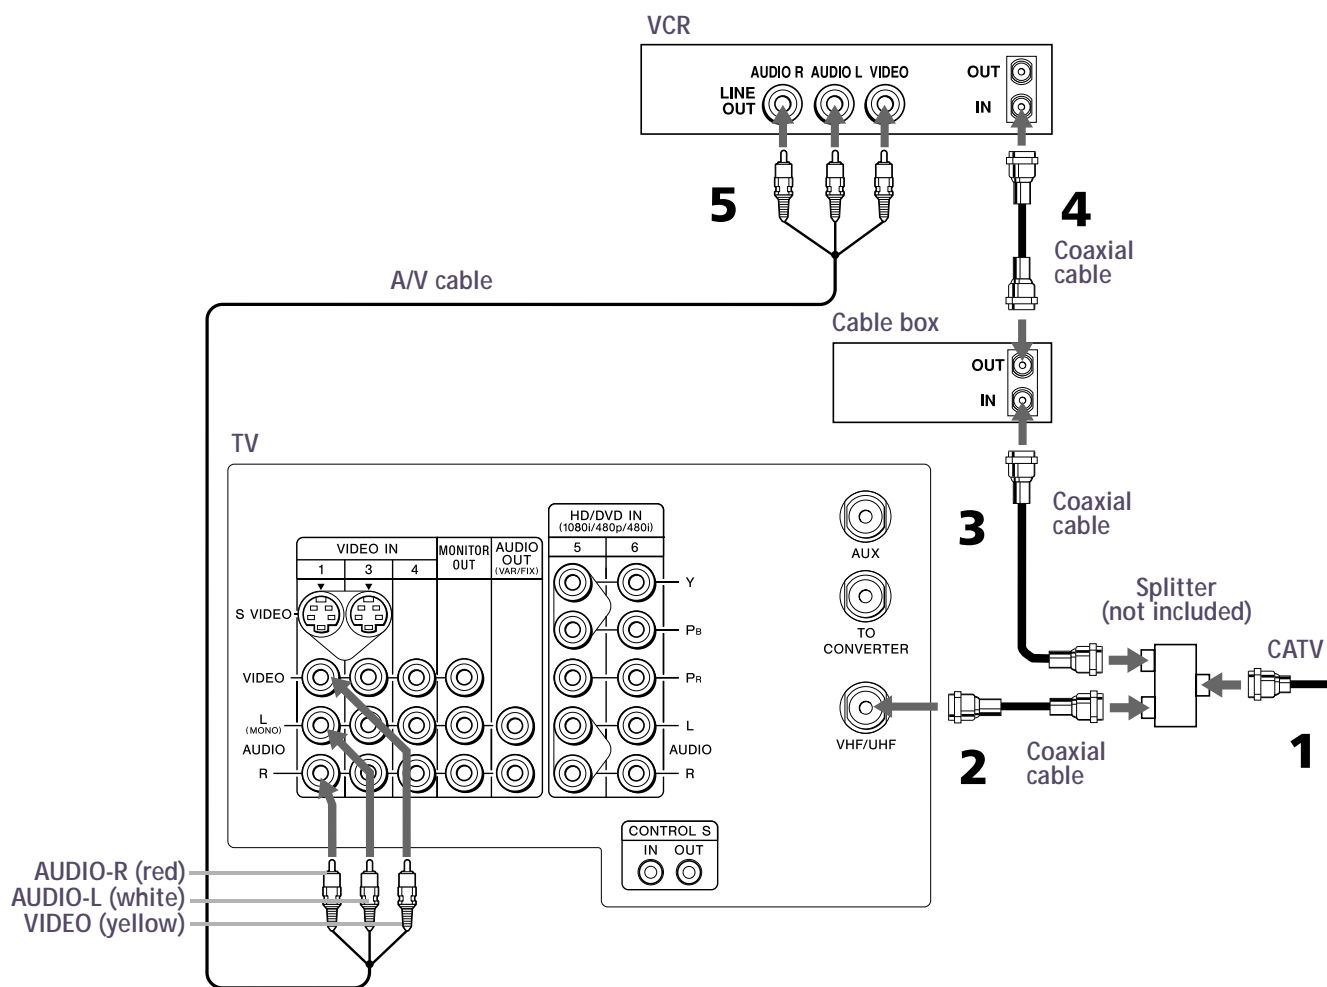 VCR
AUDIO R AUDIO L VIDEO
LINE
OUT
OUT
IN
5
4
Coaxial
cable
A/V cable
Cable box
OUT
IN
TV
3
Coaxial
cable
HD/DVD IN
(1080i/480p/480i)
5 6
VIDEO IN
1 3 4
MONITOR
OUT
AUDIO
OUT
(VAR/FIX)
S VIDEO
VIDEO
L
(MONO)
AUDIO
R
Y
PB
PR
L
AUDIO
R
AUX
TO
CONVERTER
VHF/UHF
Splitter
(not included)
CATV
2
Coaxial
cable
1
CONTROL S
IN OUT
AUDIO-R (red)
AUDIO-L (white)
VIDEO (yellow)